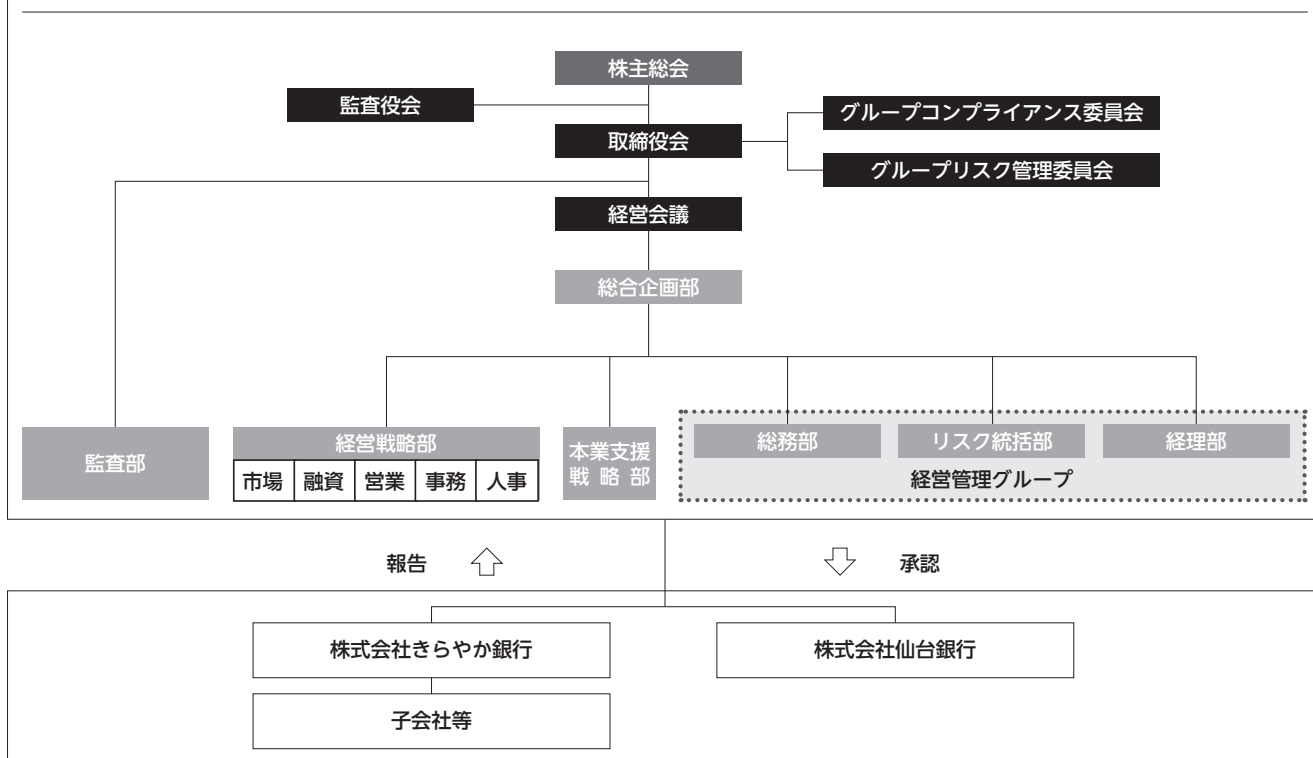 株主総会
監査役会
グループコンプライアンス委員会
取締役会
グループリスク管理委員会
経営会議
総合企画部
監査部
経営戦略部
市場
融資
営業
事務
人事
本業支援
戦略部
総務部
リスク統括部
経理部
経営管理グループ
報告
承認
株式会社きらやか銀行
株式会社仙台銀行
子会社等